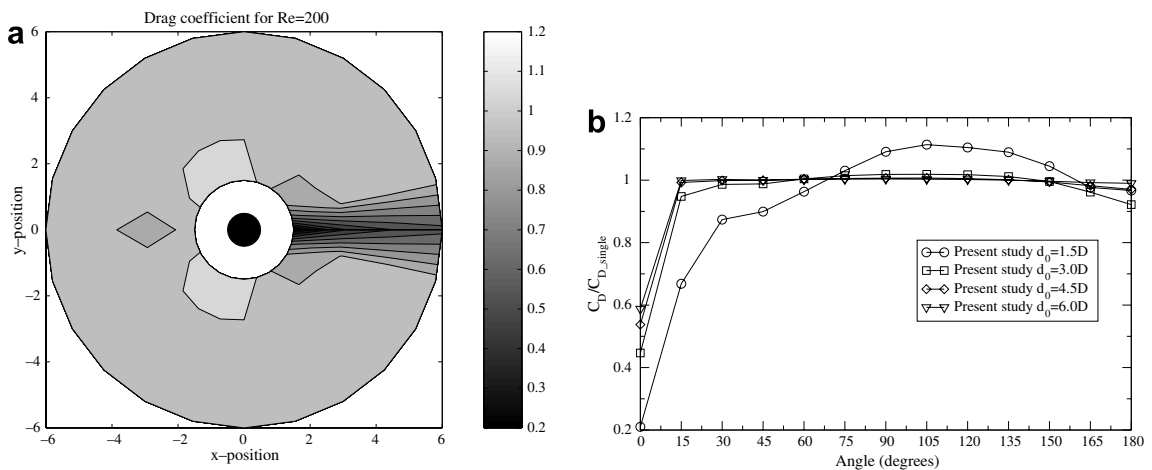 a
Drag coefficient for Re=200
6
4
2
0
−2
−4
−6
y–position
−6 −4 −2 0 2 4 6
x–position
1.2
1.1
1
0.9
0.8
0.7
0.6
0.5
0.4
0.3
0.2
b
1.2
1
0.8
0.6
0.4
0.2
C_D/C_D_single
Present study d_0=1.5D
Present study d_0=3.0D
Present study d_0=4.5D
Present study d_0=6.0D
0 15 30 45 60 75 90 105 120 135 150 165 180
Angle (degrees)